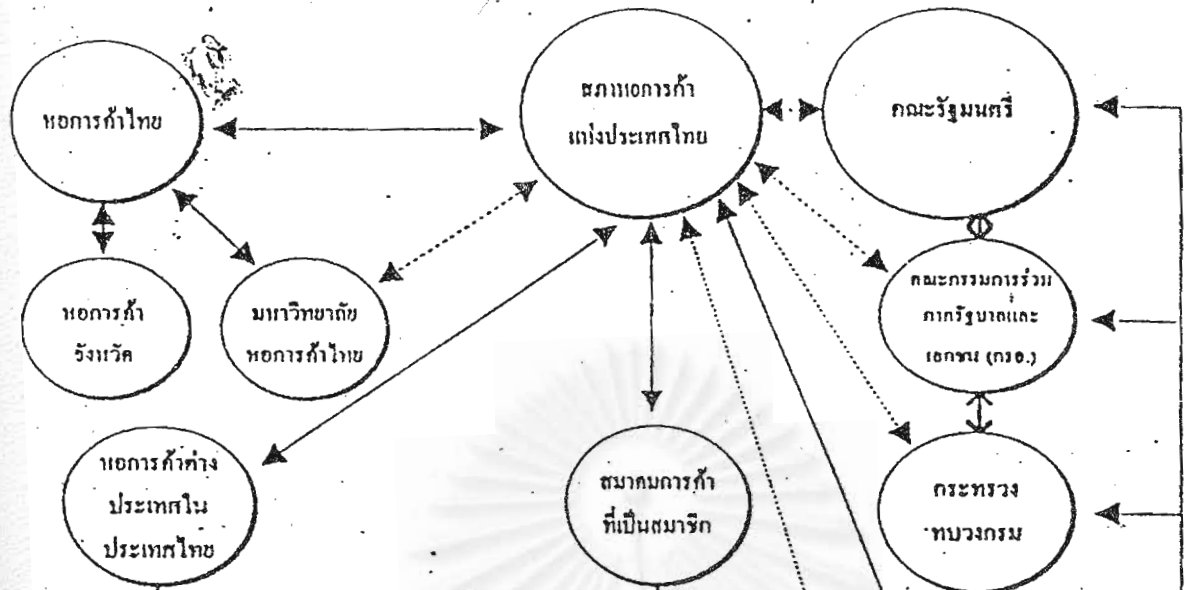 หอการค้าไทย
สภาหอการค้า
แห่งประเทศไทย
คณะรัฐมนตรี
หอการค้า
จังหวัด
มหาวิทยาลัย
หอการค้าไทย
คณะกรรมการร่วม
ภาครัฐบาลและ
เอกชน (กรอ.)
หอการค้าต่าง
ประเทศใน
ประเทศไทย
สมาคมการค้า
ที่เป็นสมาชิก
กระทรวง
ทบวงกรม